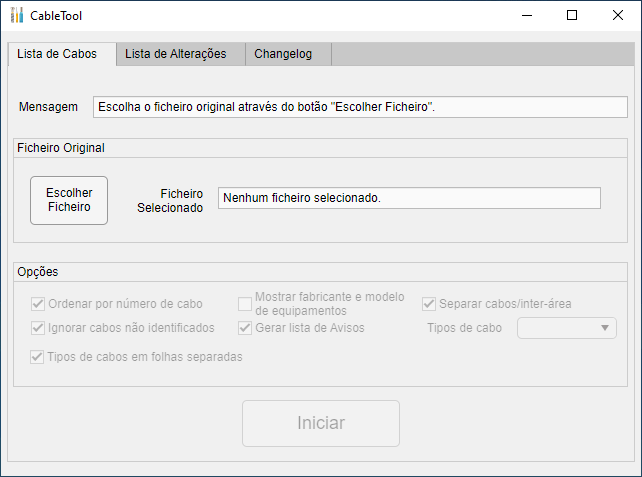 CableTool
Lista de Cabos
Lista de Alterações
Changelog
Mensagem
Escolha o ficheiro original através do botão "Escolher Ficheiro".
Ficheiro Original
Escolher
Ficheiro
Ficheiro
Selecionado
Nenhum ficheiro selecionado.
Opções
Ordenar por número de cabo
Mostrar fabricante e modelo
de equipamentos
Separar cabos/inter-área
Ignorar cabos não identificados
Gerar lista de Avisos
Tipos de cabo
Tipos de cabos em folhas separadas
Iniciar